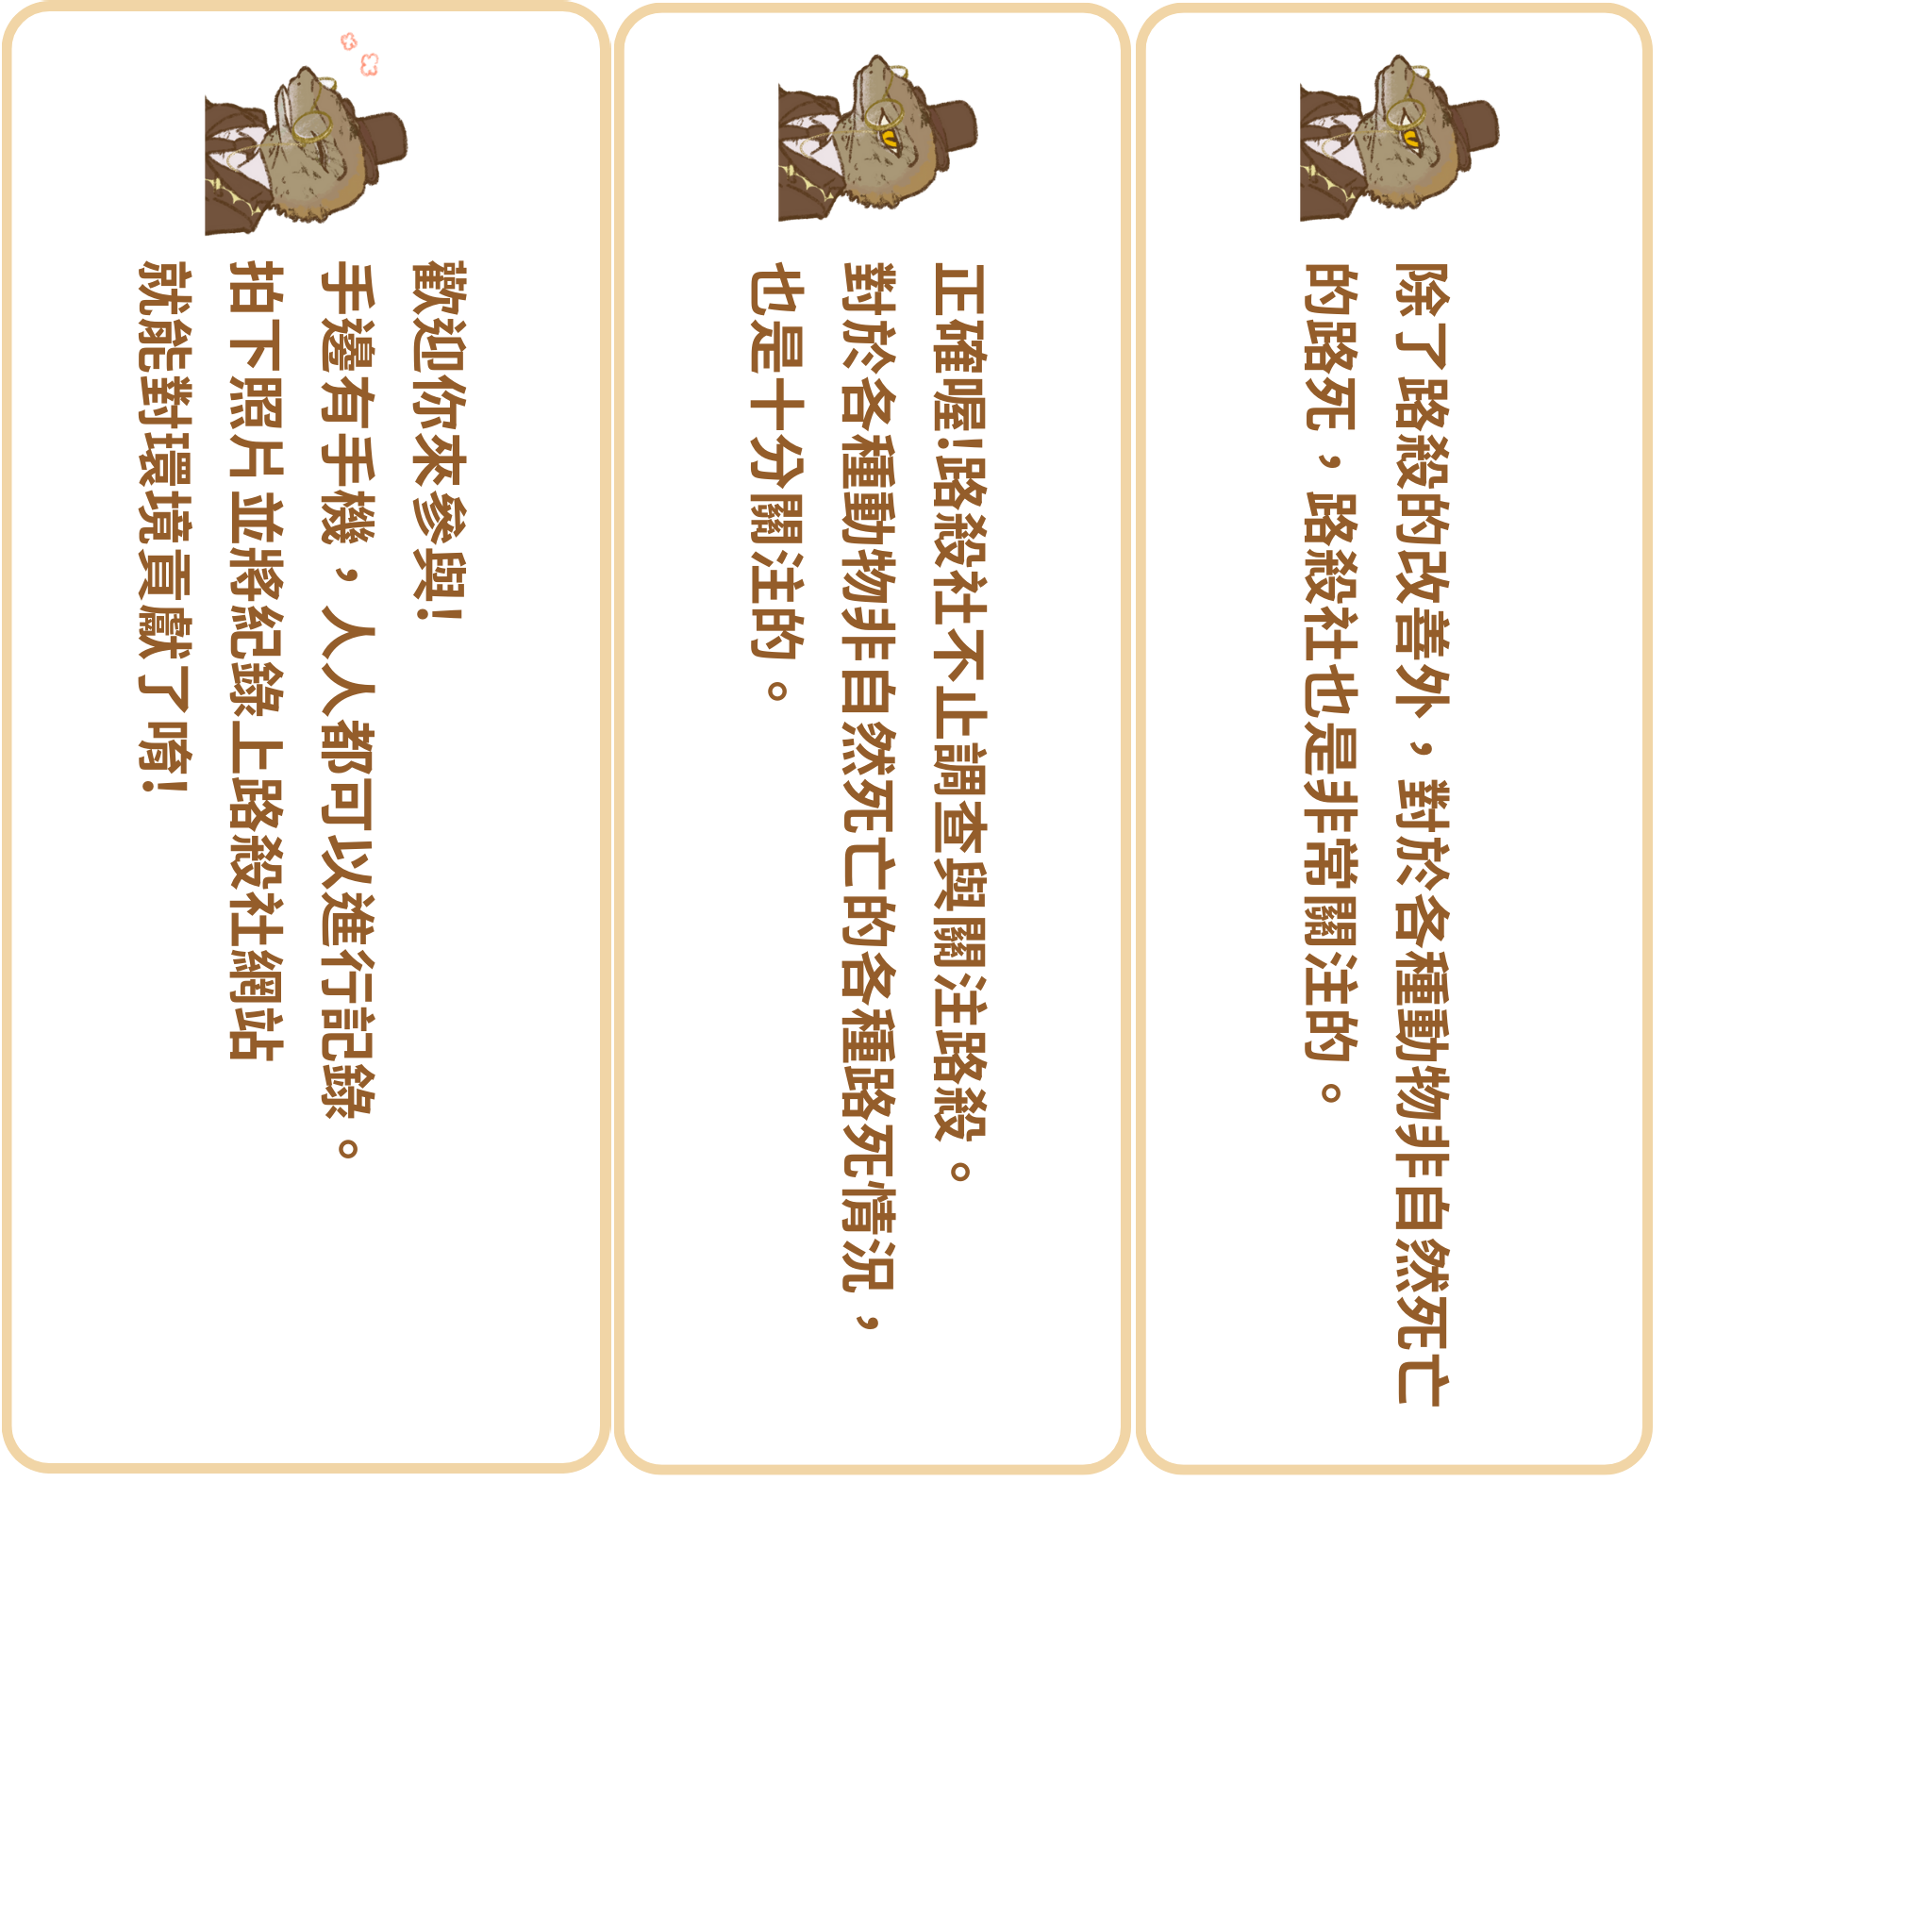 除了路殺的改善外，對於各種動物非自然死亡
的路死，路殺社也是非常關注的。
正確喔!路殺社不止調查與關注路殺。
對於各種動物非自然死亡的各種路死情況，
也是十分關注的。
歡迎你來參與!
手邊有手機，人人都可以進行記錄。
拍下照片並將紀錄上路殺社網站
就能對環境貢獻了唷!